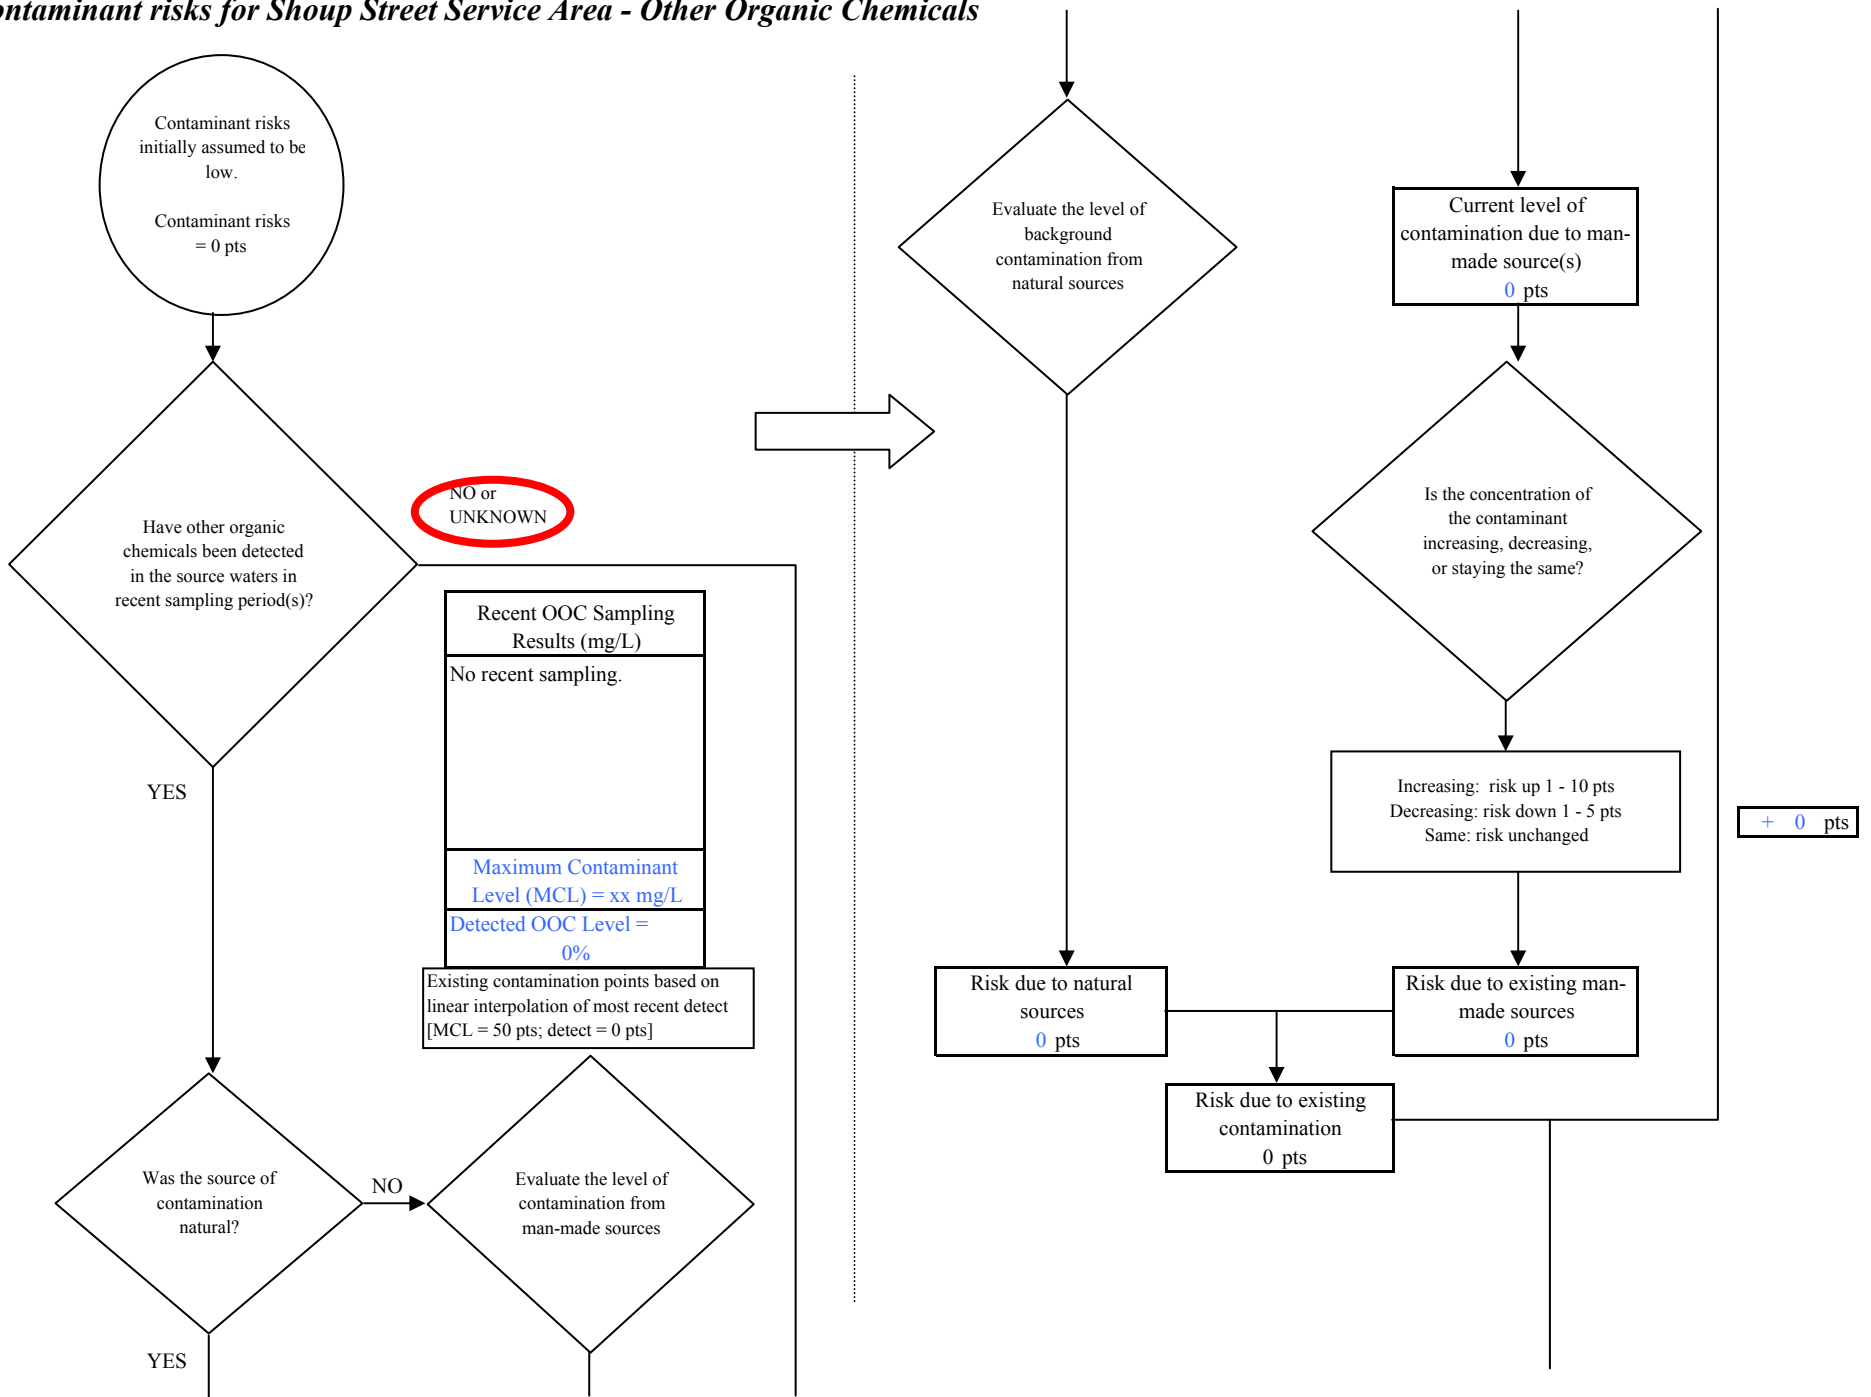 ontaminant risks for Shoup Street Service Area - Other Organic Chemicals
Contaminant risks
initially assumed to be
low.
Contaminant risks
= 0 pts
Have other organic
chemicals been detected
in the source waters in
recent sampling period(s)?
NO or
UNKNOWN
YES
Recent OOC Sampling
Results (mg/L)
No recent sampling.
Maximum Contaminant
Level (MCL) = xx mg/L
Detected OOC Level =
0%
Existing contamination points based on
linear interpolation of most recent detect
[MCL = 50 pts; detect = 0 pts]
Was the source of
contamination
natural?
NO
YES
Evaluate the level of
contamination from
man-made sources
Evaluate the level of
background
contamination from
natural sources
Current level of
contamination due to man-
made source(s)
0 pts
Is the concentration of
the contaminant
increasing, decreasing,
or staying the same?
Increasing: risk up 1 - 10 pts
Decreasing: risk down 1 - 5 pts
Same: risk unchanged
+ 0 pts
Risk due to natural
sources
0 pts
Risk due to existing man-
made sources
0 pts
Risk due to existing
contamination
0 pts